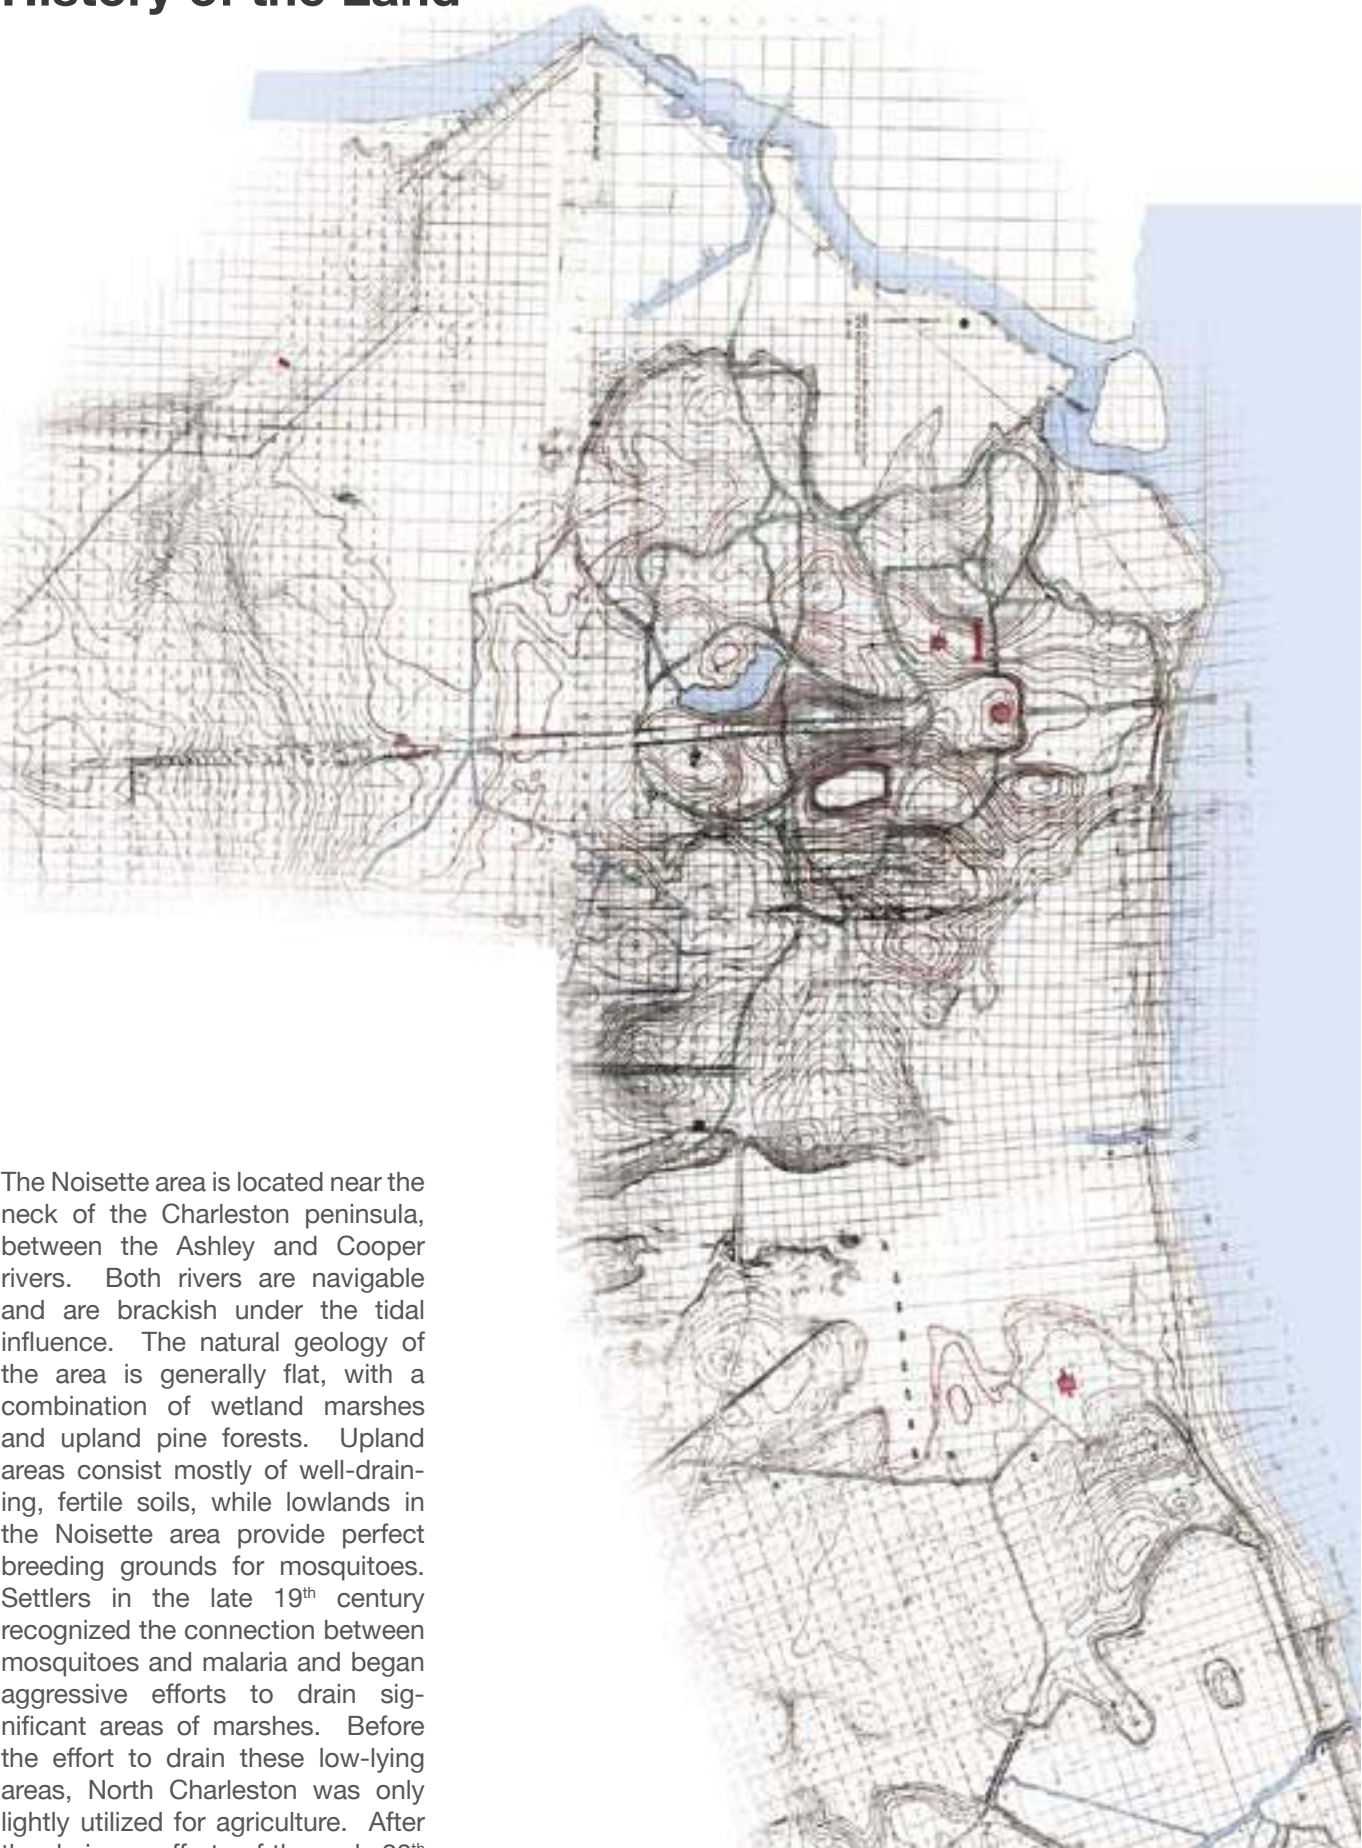 History of the Land
The Noisette area is located near the
neck of the Charleston peninsula,
between the Ashley and Cooper
rivers. Both rivers are navigable
and are brackish under the tidal
influence. The natural geology of
the area is generally flat, with a
combination of wetland marshes
and upland pine forests. Upland
areas consist mostly of well-drain-
ing, fertile soils, while lowlands in
the Noisette area provide perfect
breeding grounds for mosquitoes.
Settlers in the late 19th century
recognized the connection between
mosquitoes and malaria and began
aggressive efforts to drain sig-
nificant areas of marshes. Before
the effort to drain these low-lying
areas, North Charleston was only
lightly utilized for agriculture. After